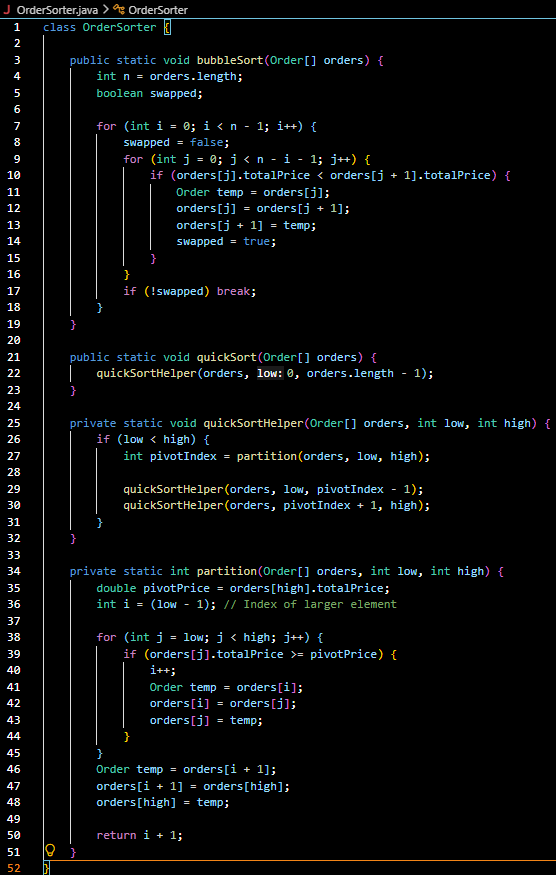 OrderSorter.java > OrderSorter
1 class OrderSorter {
2
3     public static void bubbleSort(Order[] orders) {
4         int n = orders.length;
5         boolean swapped;
6
7         for (int i = 0; i < n - 1; i++) {
8             swapped = false;
9             for (int j = 0; j < n - i - 1; j++) {
10                 if (orders[j].totalPrice < orders[j + 1].totalPrice) {
11                     Order temp = orders[j];
12                     orders[j] = orders[j + 1];
13                     orders[j + 1] = temp;
14                     swapped = true;
15                 }
16             }
17             if (!swapped) break;
18         }
19     }
20
21     public static void quickSort(Order[] orders) {
22         quickSortHelper(orders, low: 0, orders.length - 1);
23     }
24
25     private static void quickSortHelper(Order[] orders, int low, int high) {
26         if (low < high) {
27             int pivotIndex = partition(orders, low, high);
28
29             quickSortHelper(orders, low, pivotIndex - 1);
30             quickSortHelper(orders, pivotIndex + 1, high);
31         }
32     }
33
34     private static int partition(Order[] orders, int low, int high) {
35         double pivotPrice = orders[high].totalPrice;
36         int i = (low - 1); // Index of larger element
37
38         for (int j = low; j < high; j++) {
39             if (orders[j].totalPrice >= pivotPrice) {
40                 i++;
41                 Order temp = orders[i];
42                 orders[i] = orders[j];
43                 orders[j] = temp;
44             }
45         }
46         Order temp = orders[i + 1];
47         orders[i + 1] = orders[high];
48         orders[high] = temp;
49
50         return i + 1;
51     }
52 }